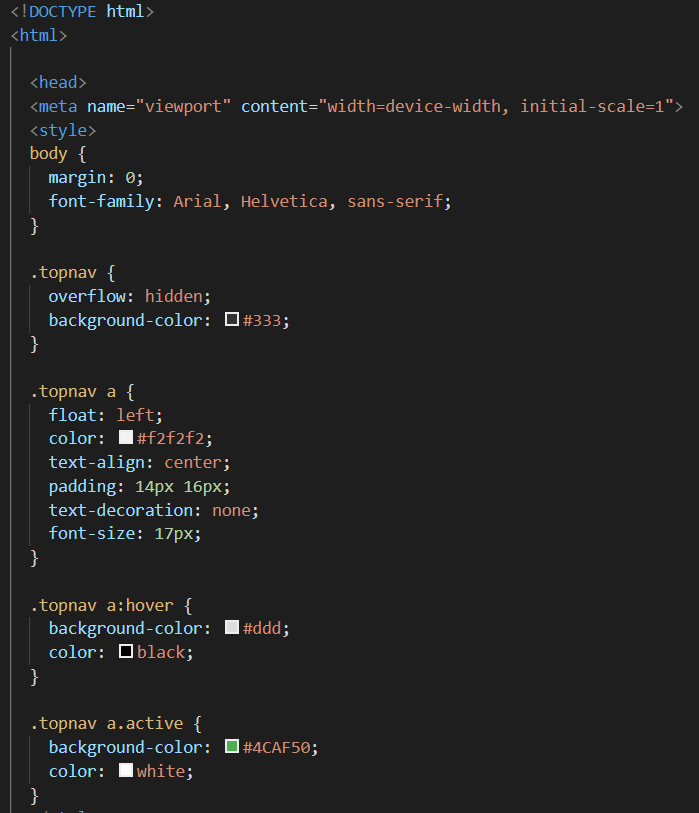 <!DOCTYPE html>
<html>
<head>
<meta name="viewport" content="width=device-width, initial-scale=1">
<style>
body {
margin: 0;
font-family: Arial, Helvetica, sans-serif;
}
.topnav {
overflow: hidden;
background-color: #333;
}
.topnav a {
float: left;
color: #f2f2f2;
text-align: center;
padding: 14px 16px;
text-decoration: none;
font-size: 17px;
}
.topnav a:hover {
background-color: #ddd;
color: black;
}
.topnav a.active {
background-color: #4CAF50;
color: white;
}